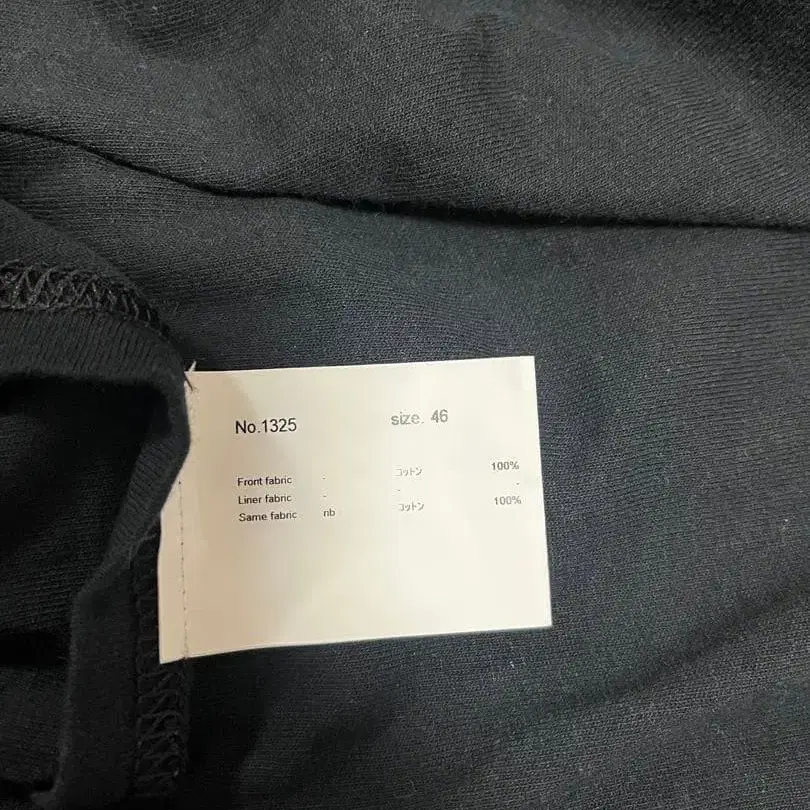 No.1325 size. 46
Front fabric - コットン 100%
Liner fabric - - -
Same fabric nb コットン 100%